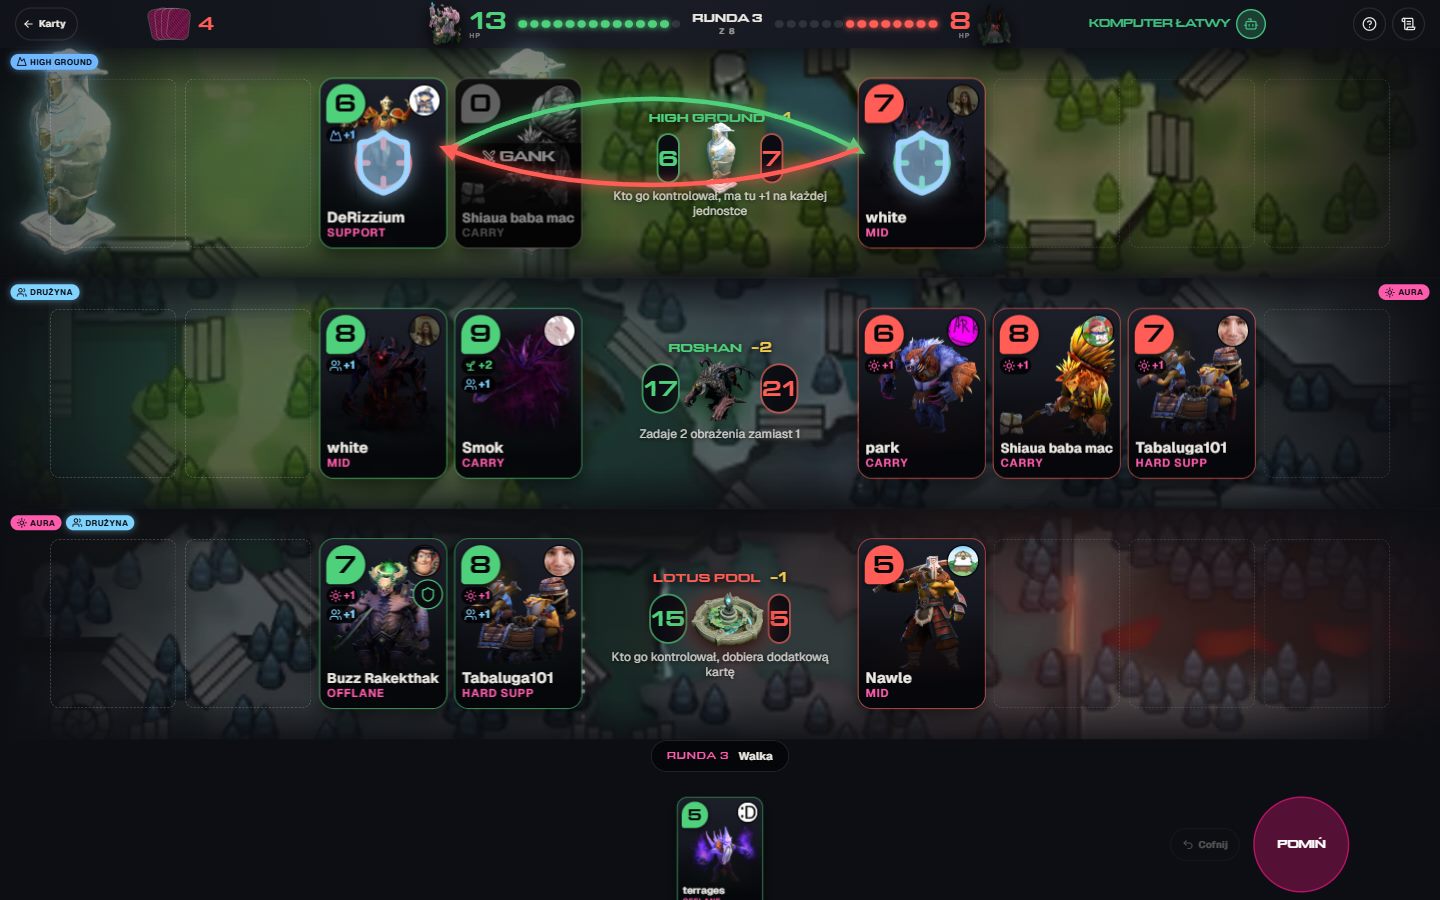 Karty
4
13
HP
RUNDA 3
Z 8
8
HP
KOMPUTER ŁATWY
HIGH GROUND
6
+1
DeRizzium
SUPPORT
0
GANK
Shiaua baba mac
CARRY
HIGH GROUND
6
7
Kto go kontrolował, ma tu +1 na każdej
jednostce
7
white
MID
DRUŻYNA
AURA
8
+1
white
MID
9
+2
+1
Smok
CARRY
ROSHAN -2
17
21
Zadaje 2 obrażenia zamiast 1
6
+1
park
CARRY
8
+1
Shiaua baba mac
CARRY
7
+1
Tabaluga101
HARD SUPP
AURA
DRUŻYNA
7
+1
+1
Buzz Rakekthak
OFFLANE
8
+1
+1
Tabaluga101
HARD SUPP
LOTUS POOL -1
15
5
Kto go kontrolował, dobiera dodatkową
kartę
5
Nawle
MID
RUNDA 3 Walka
5
:D
terrages
Cofnij
POMIŃ